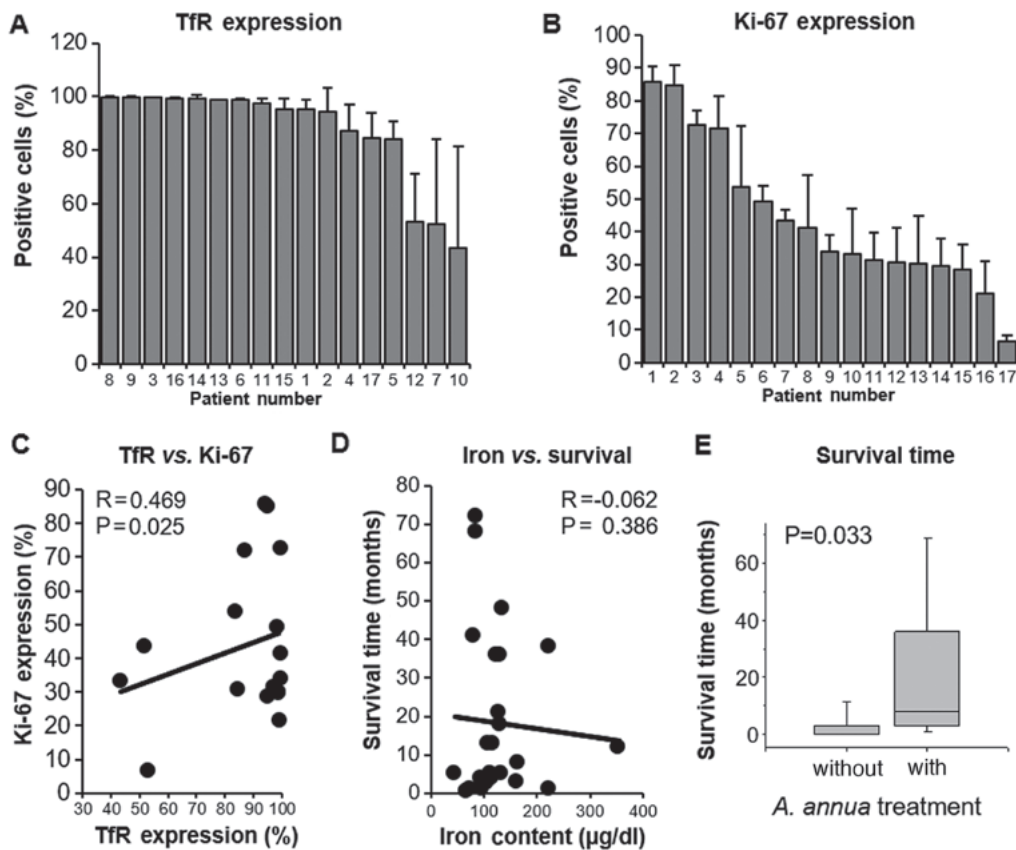 A
TfR expression
Positive cells (%)
120
100
80
60
40
20
0
8 9 3 16 14 13 6 11 15 1 2 4 17 5 12 7 10
Patient number
B
Ki-67 expression
Positive cells (%)
100
90
80
70
60
50
40
30
20
10
0
1 2 3 4 5 6 7 8 9 10 11 12 13 14 15 16 17
Patient number
C
TfR vs. Ki-67
R=0.469
P=0.025
Ki-67 expression (%)
90
80
70
60
50
40
30
20
10
0
30 40 50 60 70 80 90 100
TfR expression (%)
D
Iron vs. survival
R=-0.062
P= 0.386
Survival time (months)
80
70
60
50
40
30
20
10
0
0 100 200 300 400
Iron content (µg/dl)
E
Survival time
P=0.033
Survival time (months)
60
40
20
0
without with
A. annua treatment